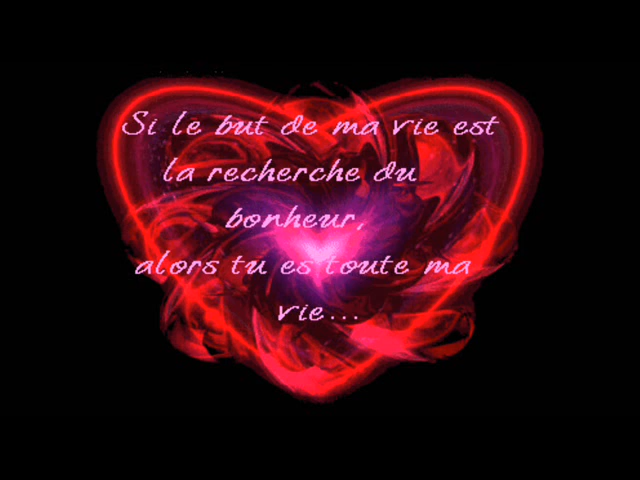 Si le but de ma vie est
la recherche du
bonheur,
alors tu es toute ma
vie...